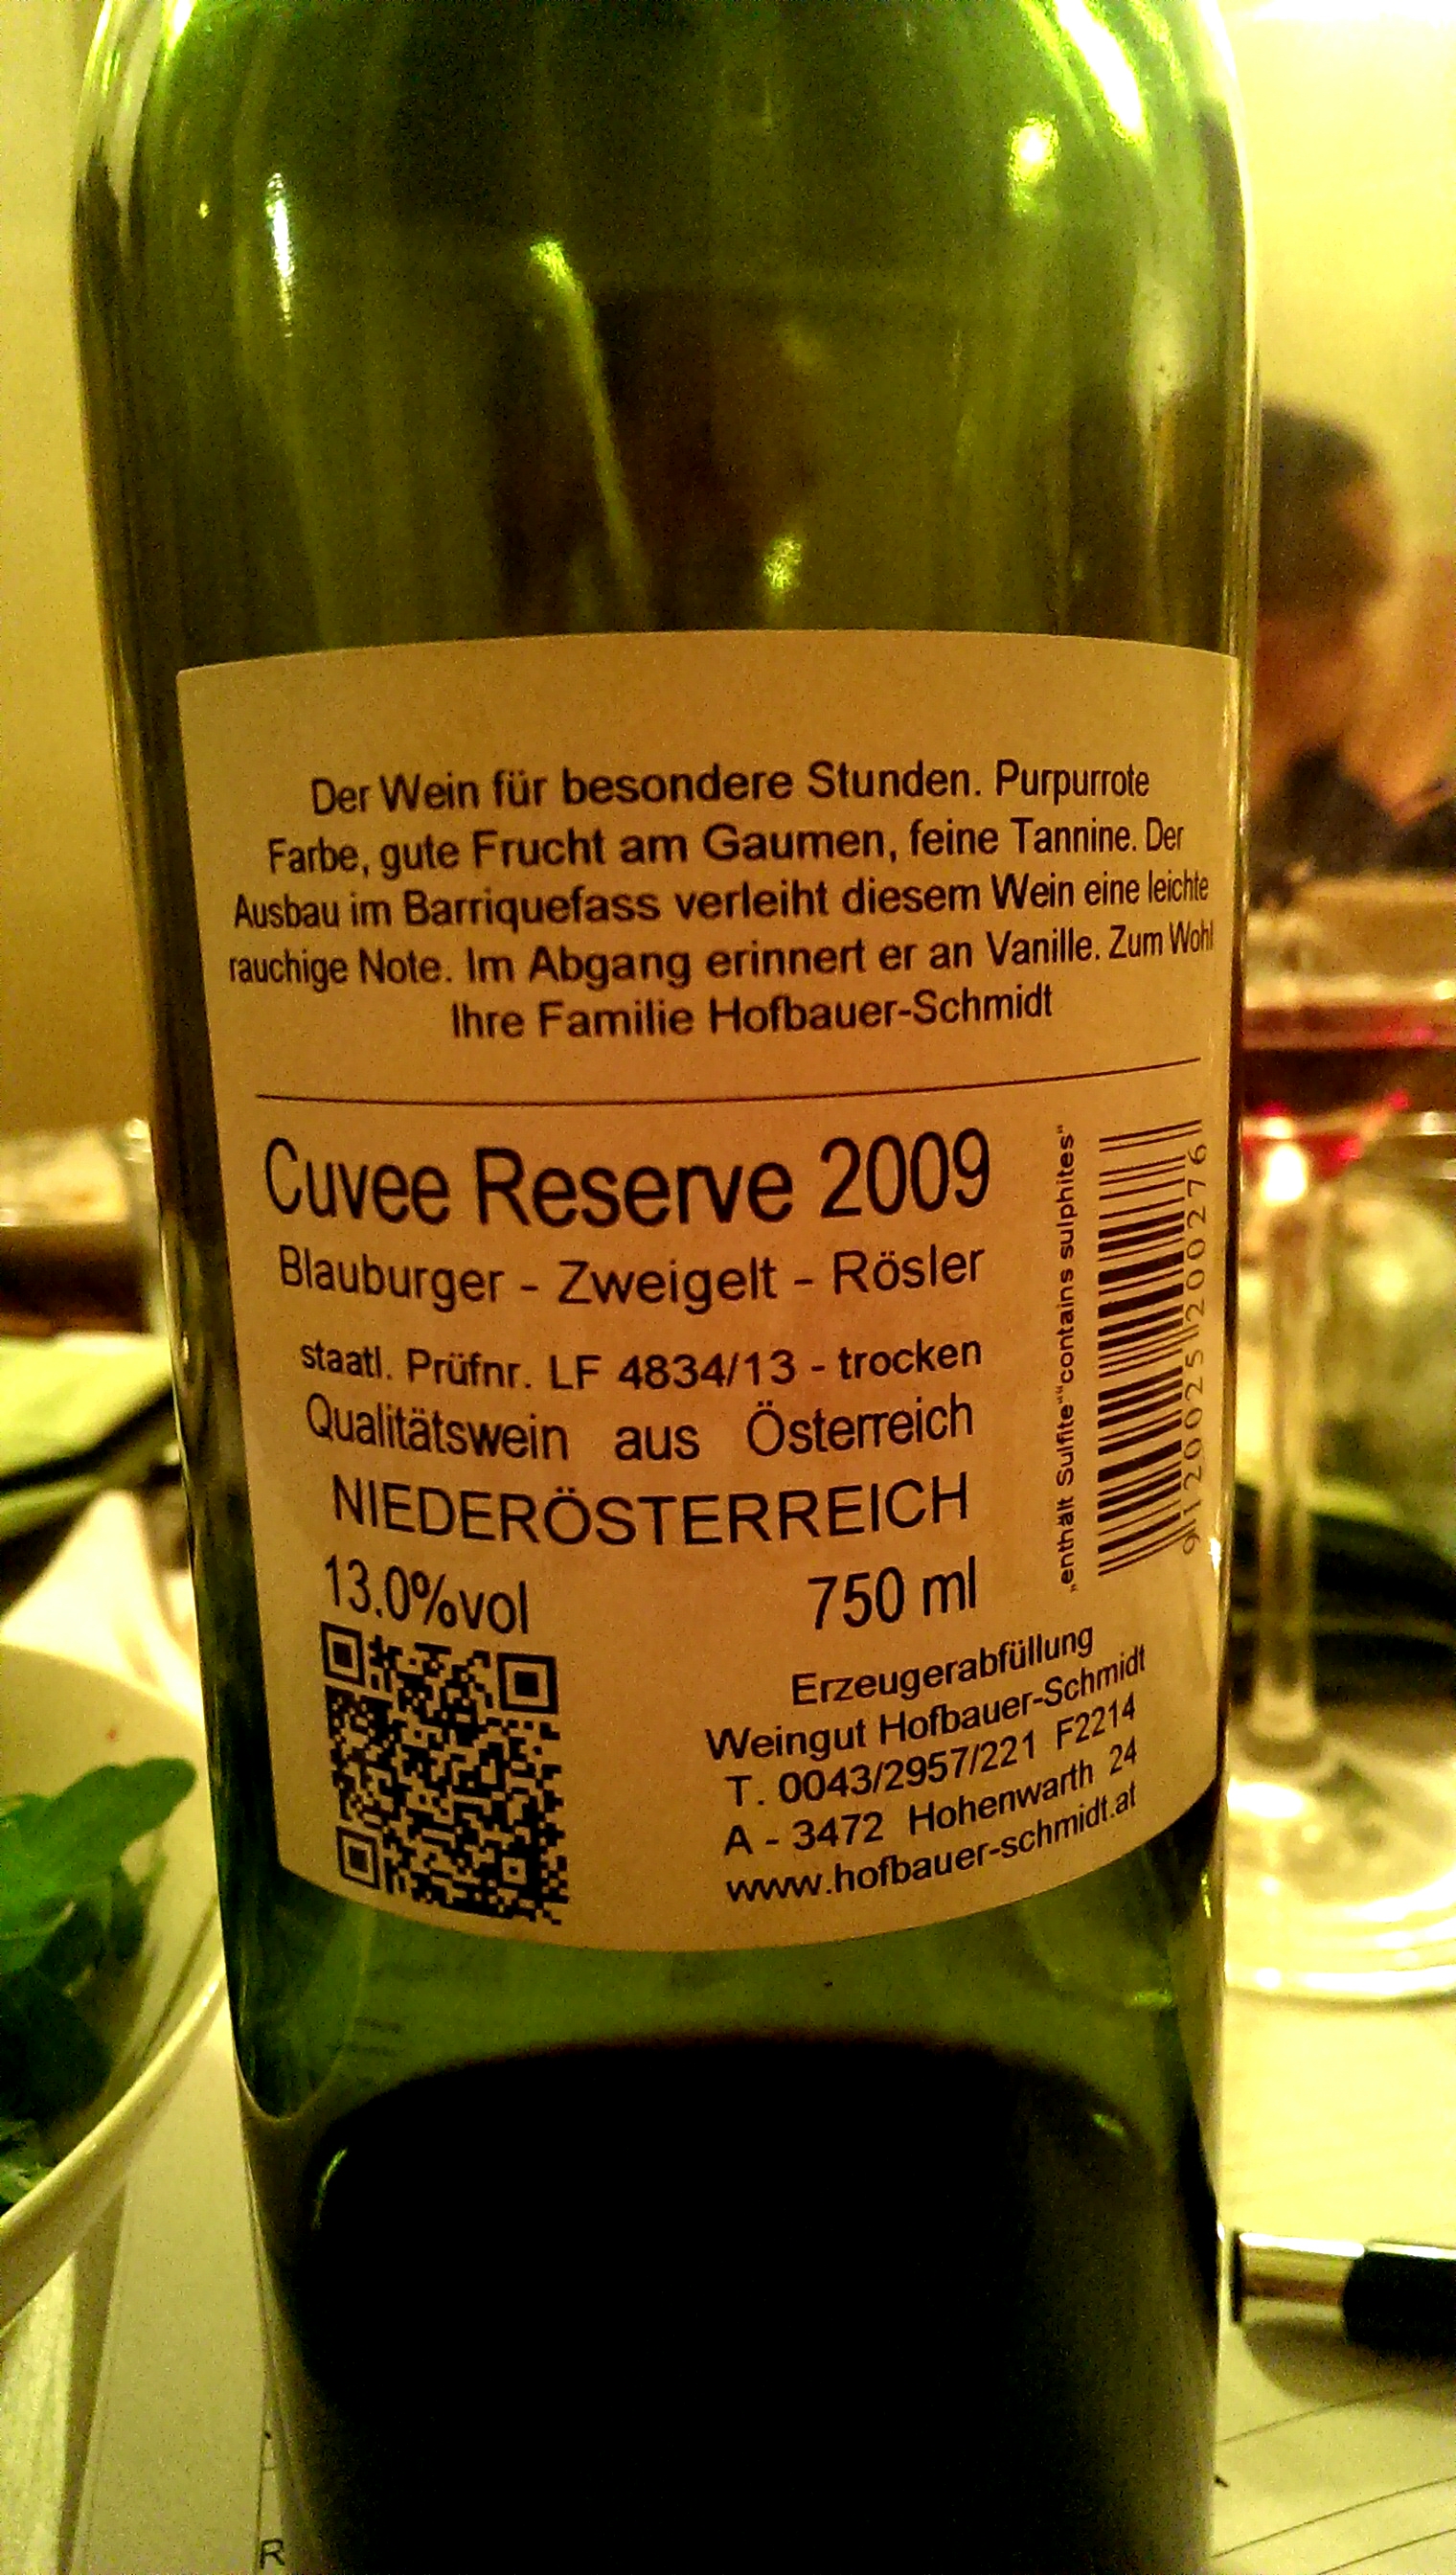 Der Wein für besondere Stunden. Purpurrote
Farbe, gute Frucht am Gaumen, feine Tannine. Der
Ausbau im Barriquefass verleiht diesem Wein eine leichte
rauchige Note. Im Abgang erinnert er an Vanille. Zum Wohl
Ihre Familie Hofbauer-Schmidt
Cuvee Reserve 2009
Blauburger - Zweigelt - Rösler
staatl. Prüfnr. LF 4834/13 - trocken
Qualitätswein aus Österreich
NIEDERÖSTERREICH
13.0%vol 750 ml
„enthält Sulfite“ “contains sulphites“
9 120025 200276
Erzeugerabfüllung
Weingut Hofbauer-Schmidt
T. 0043/2957/221 F2214
A - 3472 Hohenwarth 24
www.hofbauer-schmidt.at
R